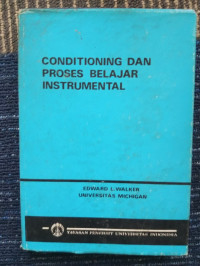 CONDITIONING DAN
PROSES BELAJAR
INSTRUMENTAL
EDWARD L. WALKER
UNIVERSITAS MICHIGAN
YAYASAN PENERBIT UNIVERSITAS INDONESIA